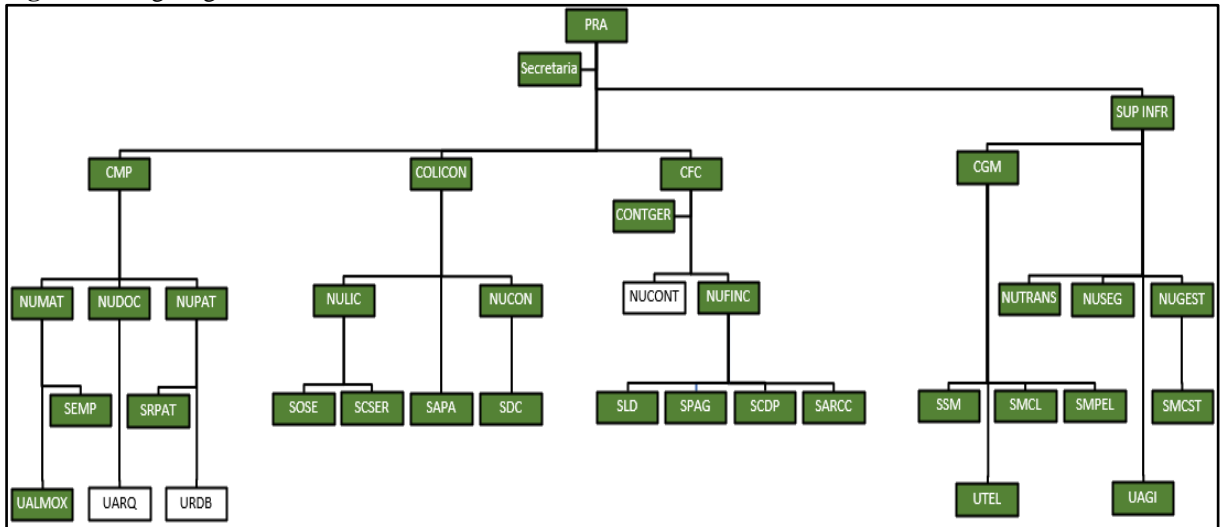 PRA
Secretaria
SUP INFR
CMP
COLICON
CFC
CGM
CONTGER
NUMAT
NUDOC
NUPAT
NULIC
NUCON
NUCONT
NUFINC
NUTRANS
NUSEG
NUGEST
SEMP
SRPAT
SOSE
SCSER
SAPA
SDC
SLD
SPAG
SCDP
SARCC
SSM
SMCL
SMPEL
SMCST
UALMOX
UARQ
URDB
UTEL
UAGI